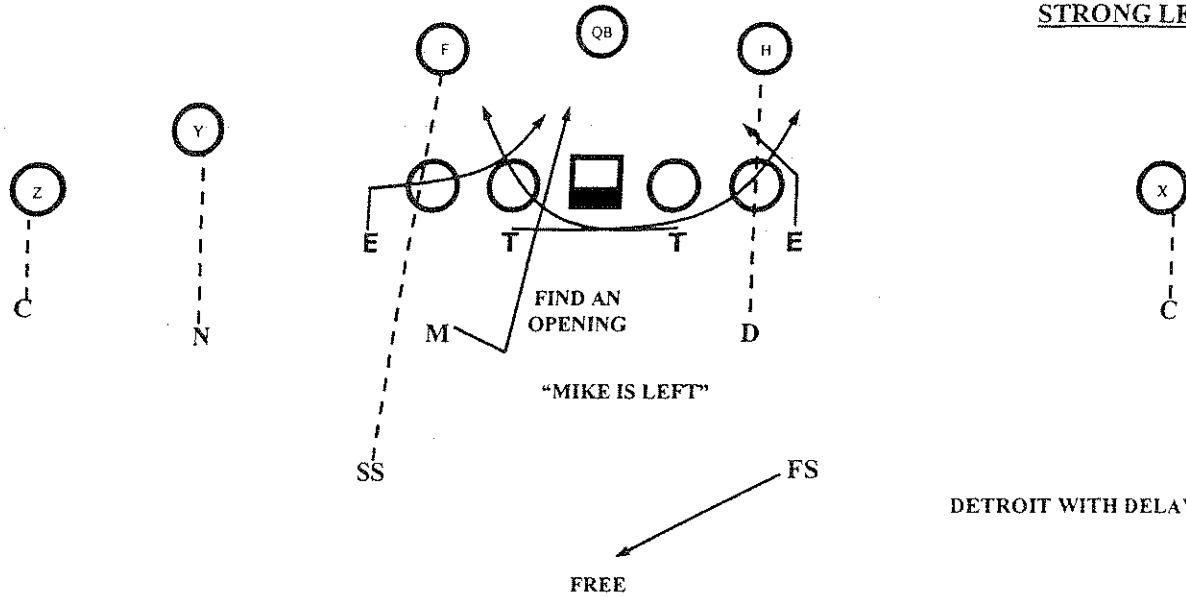 STRONG LE
QB
F
H
Y
Z
X
E
T
T
E
C
N
M
FIND AN
OPENING
D
C
“MIKE IS LEFT”
SS
FS
DETROIT WITH DELA
FREE